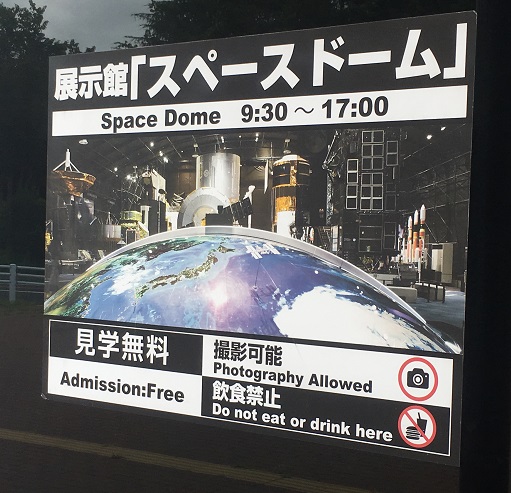 展示館「スペースドーム」
Space Dome 9:30～17:00
見学無料
Admission:Free
撮影可能
Photography Allowed
飲食禁止
Do not eat or drink here